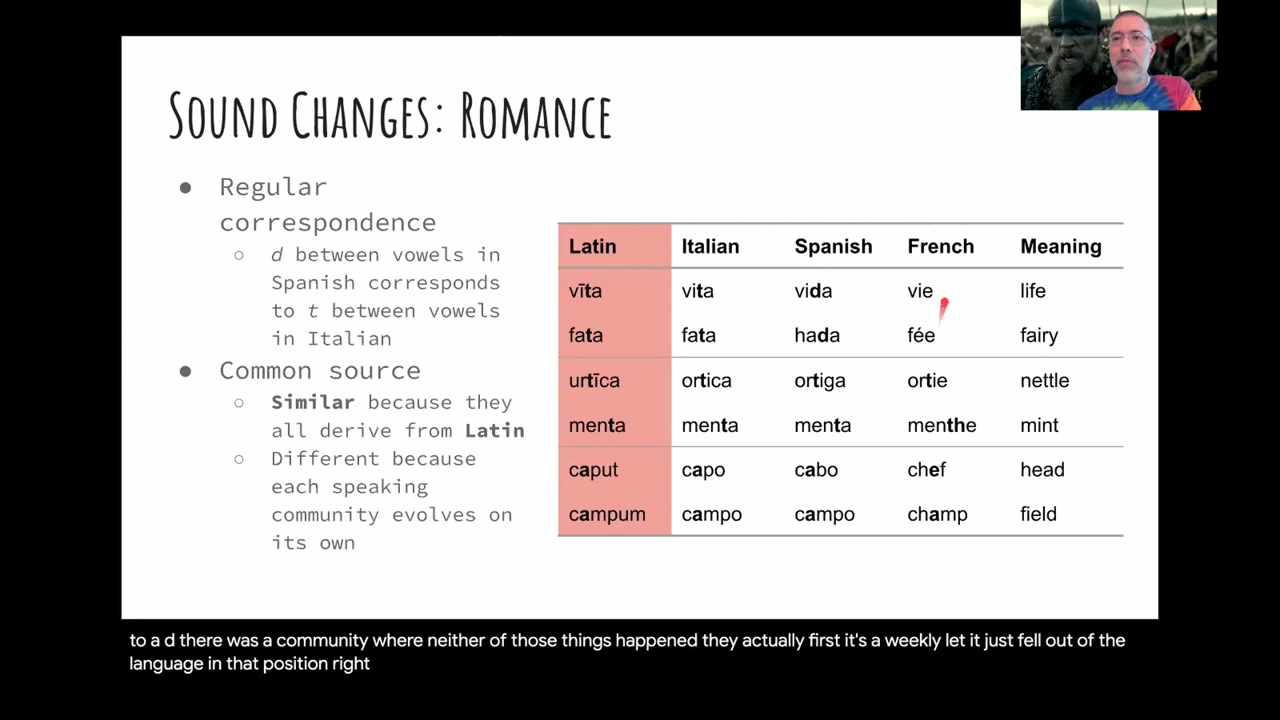 Sound Changes: Romance
● Regular
correspondence
○ d between vowels in
Spanish corresponds
to t between vowels
in Italian
● Common source
○ Similar because they
all derive from Latin
○ Different because
each speaking
community evolves on
its own
Latin Italian Spanish French Meaning
vīta vita vida vie life
fata fata hada fée fairy
urtīca ortica ortiga ortie nettle
menta menta menta menthe mint
caput capo cabo chef head
campum campo campo champ field
to a d there was a community where neither of those things happened they actually first it's a weekly let it just fell out of the
language in that position right